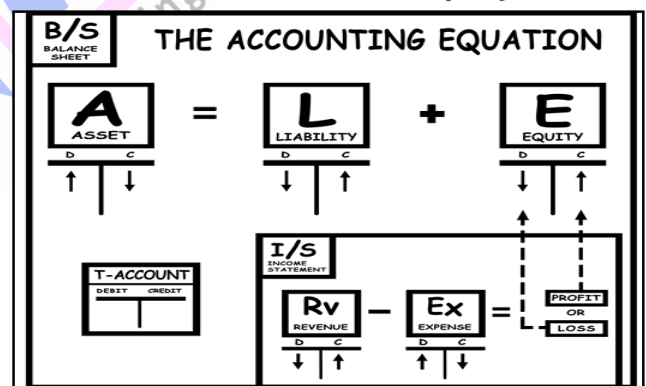 B/S
BALANCE
SHEET
THE ACCOUNTING EQUATION
A = L + E
ASSET LIABILITY EQUITY
D C D C D C
↑ ↓ ↓ ↑ ↓ ↑
I/S
INCOME
STATEMENT
T-ACCOUNT
DEBIT CREDIT
Rv – Ex =
REVENUE EXPENSE
D C D C
↓ ↑ ↑ ↓
PROFIT
OR
LOSS